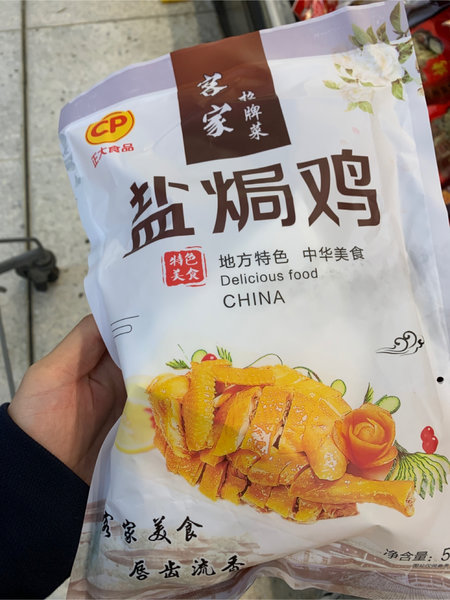 客家
招牌菜
CP
正大食品
盐焗鸡
特色
美食
地方特色 中华美食
Delicious food
CHINA
客家美食
唇齿流香
净含量: 5